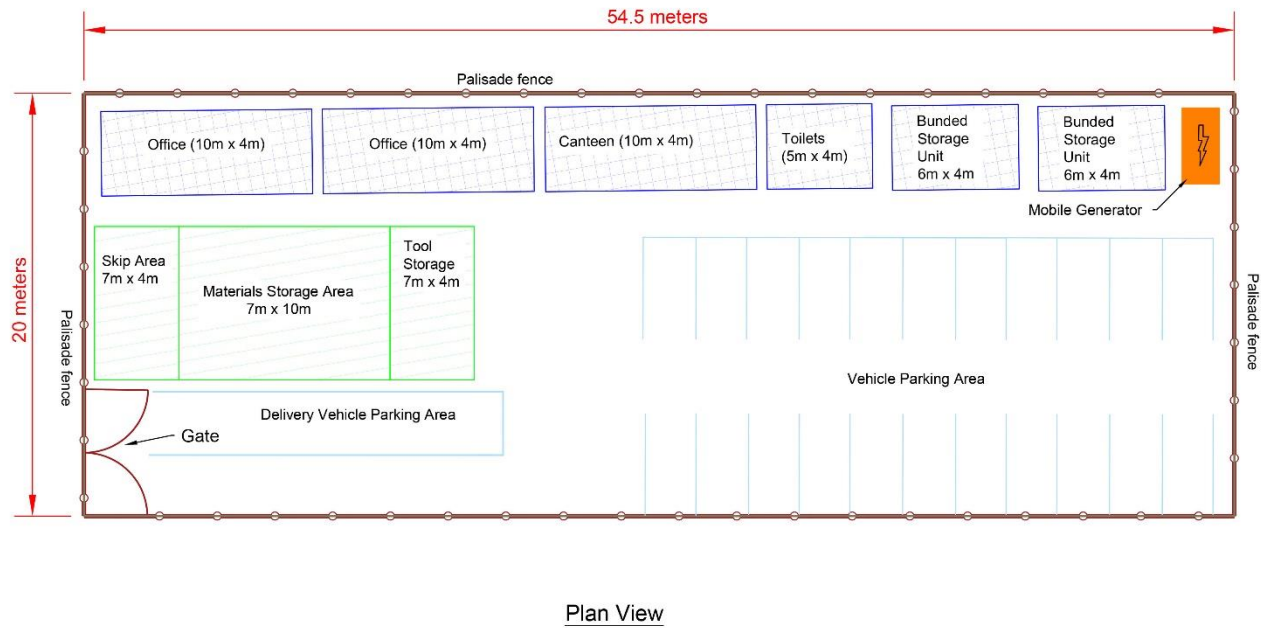 54.5 meters
Palisade fence
Office (10m x 4m)
Office (10m x 4m)
Canteen (10m x 4m)
Toilets
(5m x 4m)
Bunded
Storage
Unit
6m x 4m
Bunded
Storage
Unit
6m x 4m
Mobile Generator
20 meters
Palisade fence
Skip Area
7m x 4m
Materials Storage Area
7m x 10m
Tool
Storage
7m x 4m
Palisade fence
Vehicle Parking Area
Delivery Vehicle Parking Area
Gate
Plan View